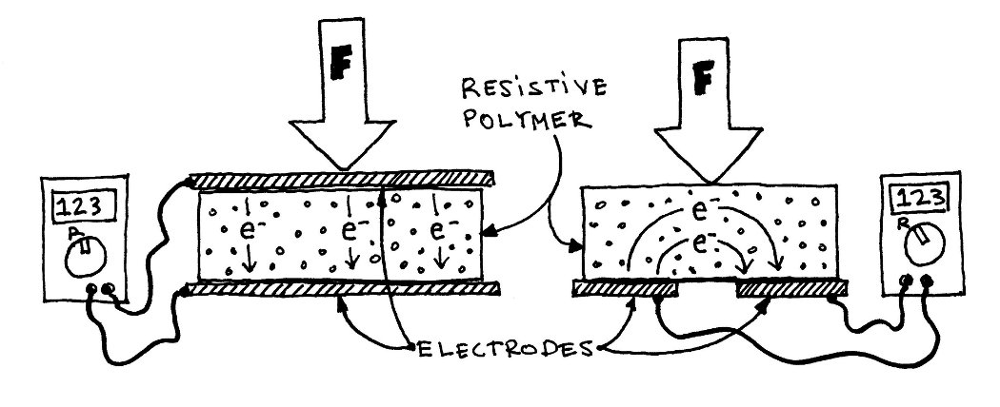 F
F
RESISTIVE
POLYMER
123
R
123
R
e-
e-
e-
e-
e-
ELECTRODES